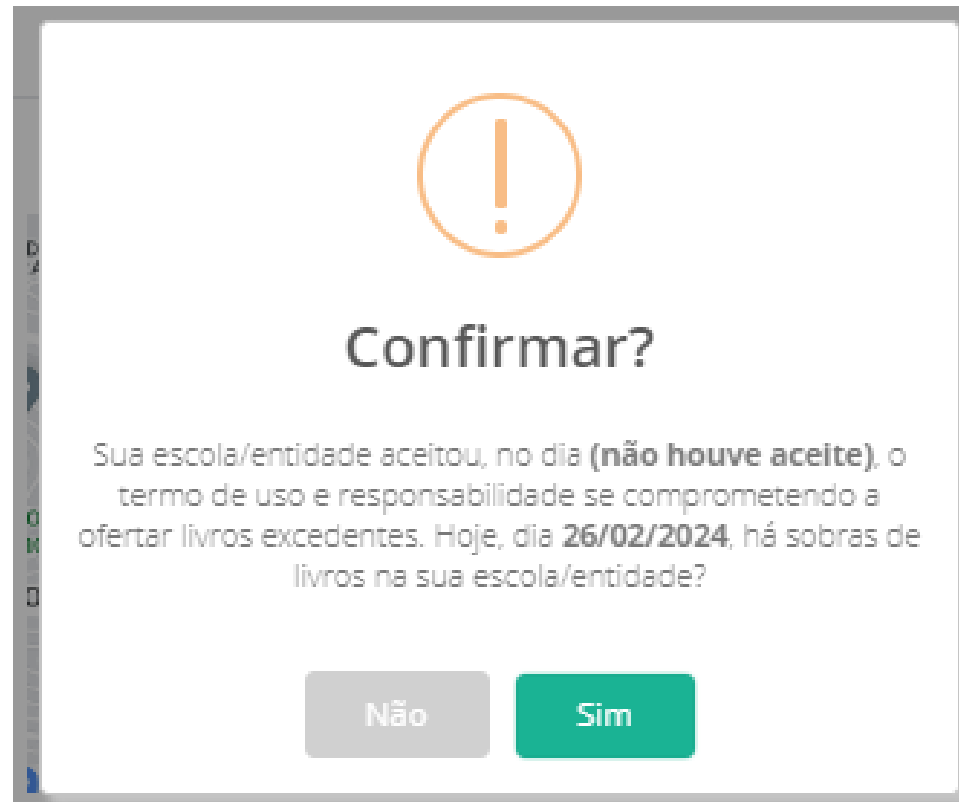 !
Confirmar?
Sua escola/entidade aceitou, no dia (não houve aceite), o
termo de uso e responsabilidade se comprometendo a
ofertar livros excedentes. Hoje, dia 26/02/2024, há sobras de
livros na sua escola/entidade?
Não Sim